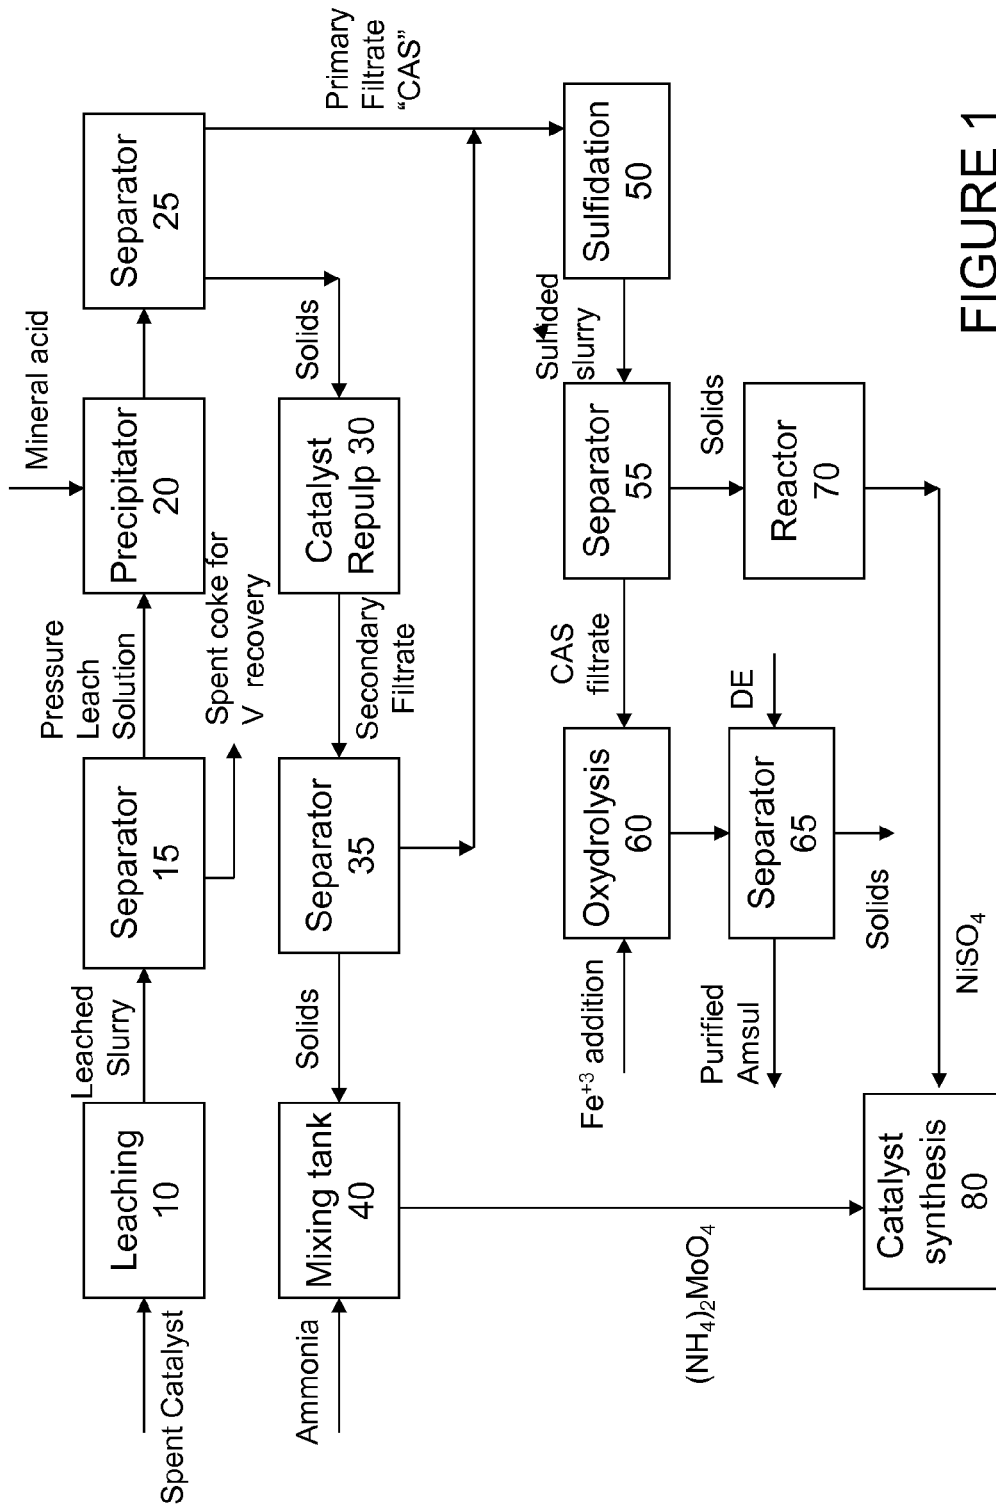 Mineral acid
Spent Catalyst
Leaching
10
Leached
Slurry
Separator
15
Pressure
Leach
Solution
Spent coke for
V recovery
Precipitator
20
Separator
25
Primary
Filtrate
“CAS”
Ammonia
Mixing tank
40
Solids
Separator
35
Secondary
Filtrate
Catalyst
Repulp 30
Solids
Fe+3 addition
Oxydrolysis
60
CAS
filtrate
Separator
55
Sulfided
slurry
Sulfidation
50
Purified
Amsul
Separator
65
DE
Solids
Reactor
70
Solids
(NH4)2MoO4
Catalyst
synthesis
80
NiSO4
FIGURE 1